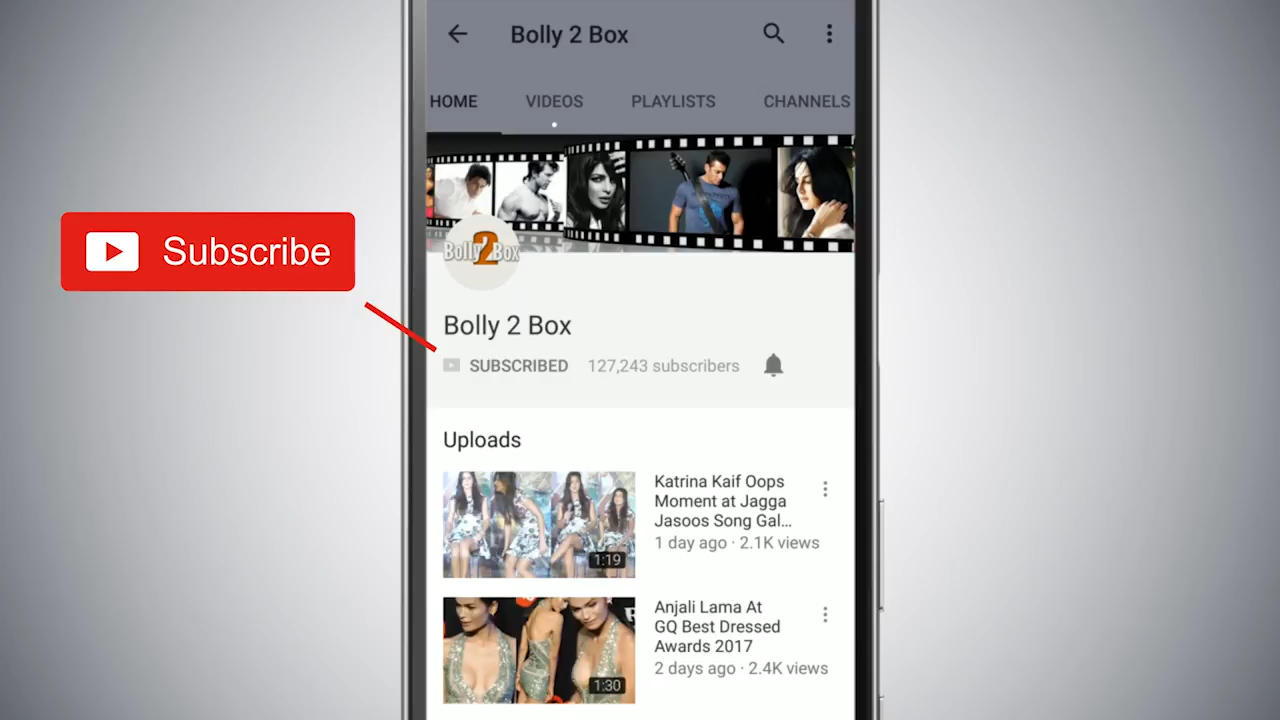 Bolly 2 Box
HOME VIDEOS PLAYLISTS CHANNELS
Bolly 2 Box
Subscribe
Bolly 2 Box
SUBSCRIBED 127,243 subscribers
Uploads
Katrina Kaif Oops
Moment at Jagga
Jasoos Song Gal...
1 day ago · 2.1K views
1:19
Anjali Lama At
GQ Best Dressed
Awards 2017
2 days ago · 2.4K views
1:30